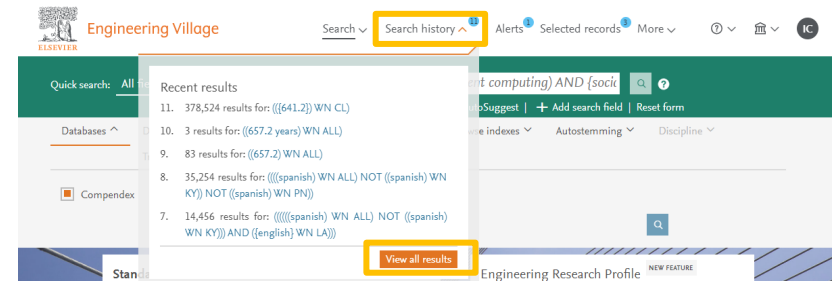 Engineering Village
Search
Search history
11
Alerts
1
Selected records
3
More
IC
ELSEVIER
Quick search: All fie
t computing) AND {socic
toSuggest | + Add search field | Reset form
Databases
e indexes
Autostemming
Discipline
Compendex
Recent results
11. 378,524 results for: (({641.2}) WN CL)
10. 3 results for: ((657.2 years) WN ALL)
9. 83 results for: ((657.2) WN ALL)
8. 35,254 results for: ((((spanish) WN ALL) NOT ((spanish) WN
KY)) NOT ((spanish) WN PN))
7. 14,456 results for: ((((((spanish) WN ALL) NOT ((spanish)
WN KY))) AND ({english} WN LA)))
View all results
Stand
Engineering Research Profile
NEW FEATURE